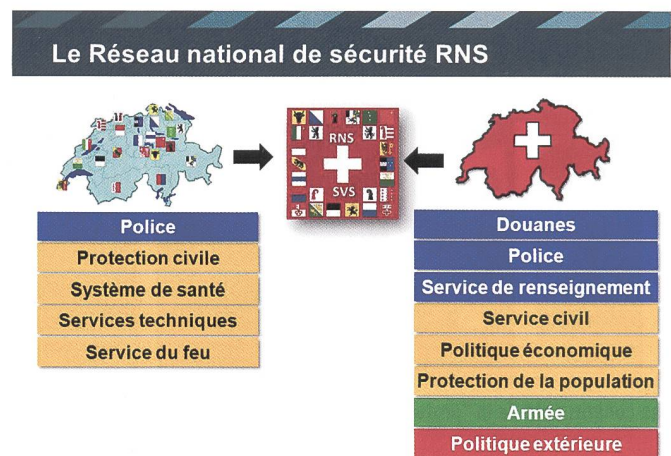 Le Réseau national de sécurité RNS
RNS
SVS
Police
Protection civile
Système de santé
Services techniques
Service du feu
Douanes
Police
Service de renseignement
Service civil
Politique économique
Protection de la population
Armée
Politique extérieure